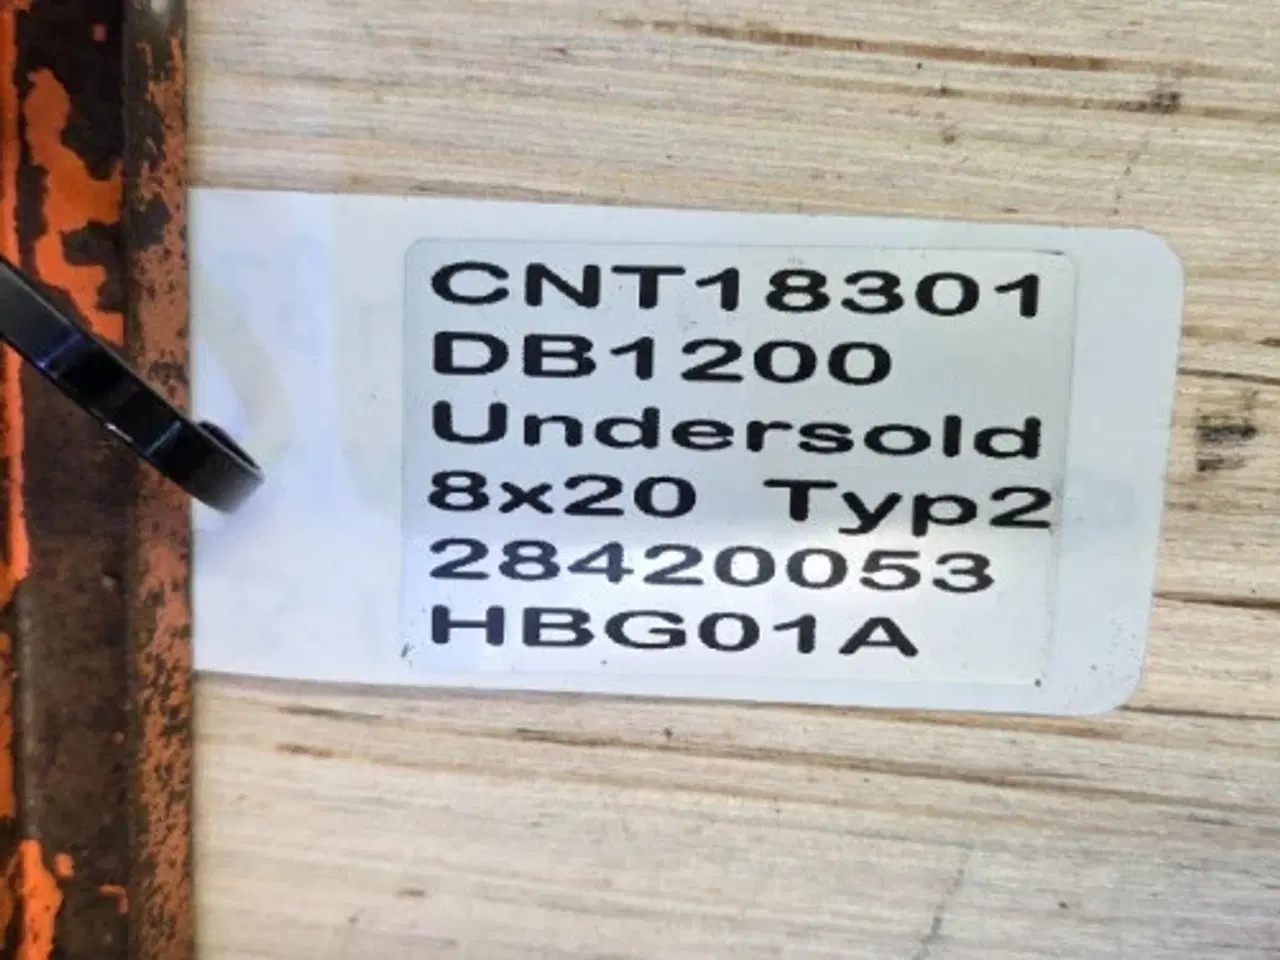 CNT18301
DB1200
Undersold
8x20 Typ2
28420053
HBG01A